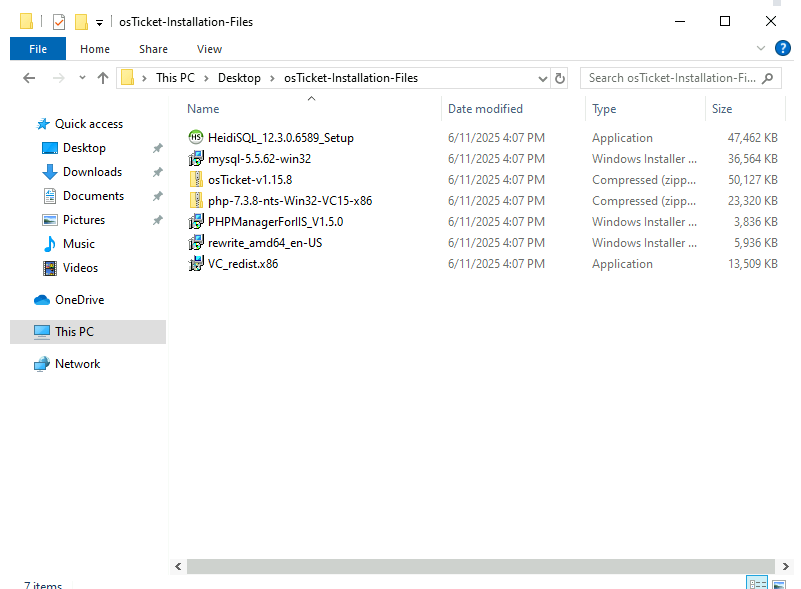 osTicket-Installation-Files
File Home Share View
This PC Desktop osTicket-Installation-Files Search osTicket-Installation-Fi...
Name Date modified Type Size
Quick access
Desktop
Downloads
Documents
Pictures
Music
Videos
OneDrive
This PC
Network
HeidiSQL_12.3.0.6589_Setup 6/11/2025 4:07 PM Application 47,462 KB
mysql-5.5.62-win32 6/11/2025 4:07 PM Windows Installer ... 36,564 KB
osTicket-v1.15.8 6/11/2025 4:07 PM Compressed (zipp... 50,127 KB
php-7.3.8-nts-Win32-VC15-x86 6/11/2025 4:07 PM Compressed (zipp... 23,320 KB
PHPManagerForIIS_V1.5.0 6/11/2025 4:07 PM Windows Installer ... 3,836 KB
rewrite_amd64_en-US 6/11/2025 4:07 PM Windows Installer ... 5,936 KB
VC_redist.x86 6/11/2025 4:07 PM Application 13,509 KB
7 items